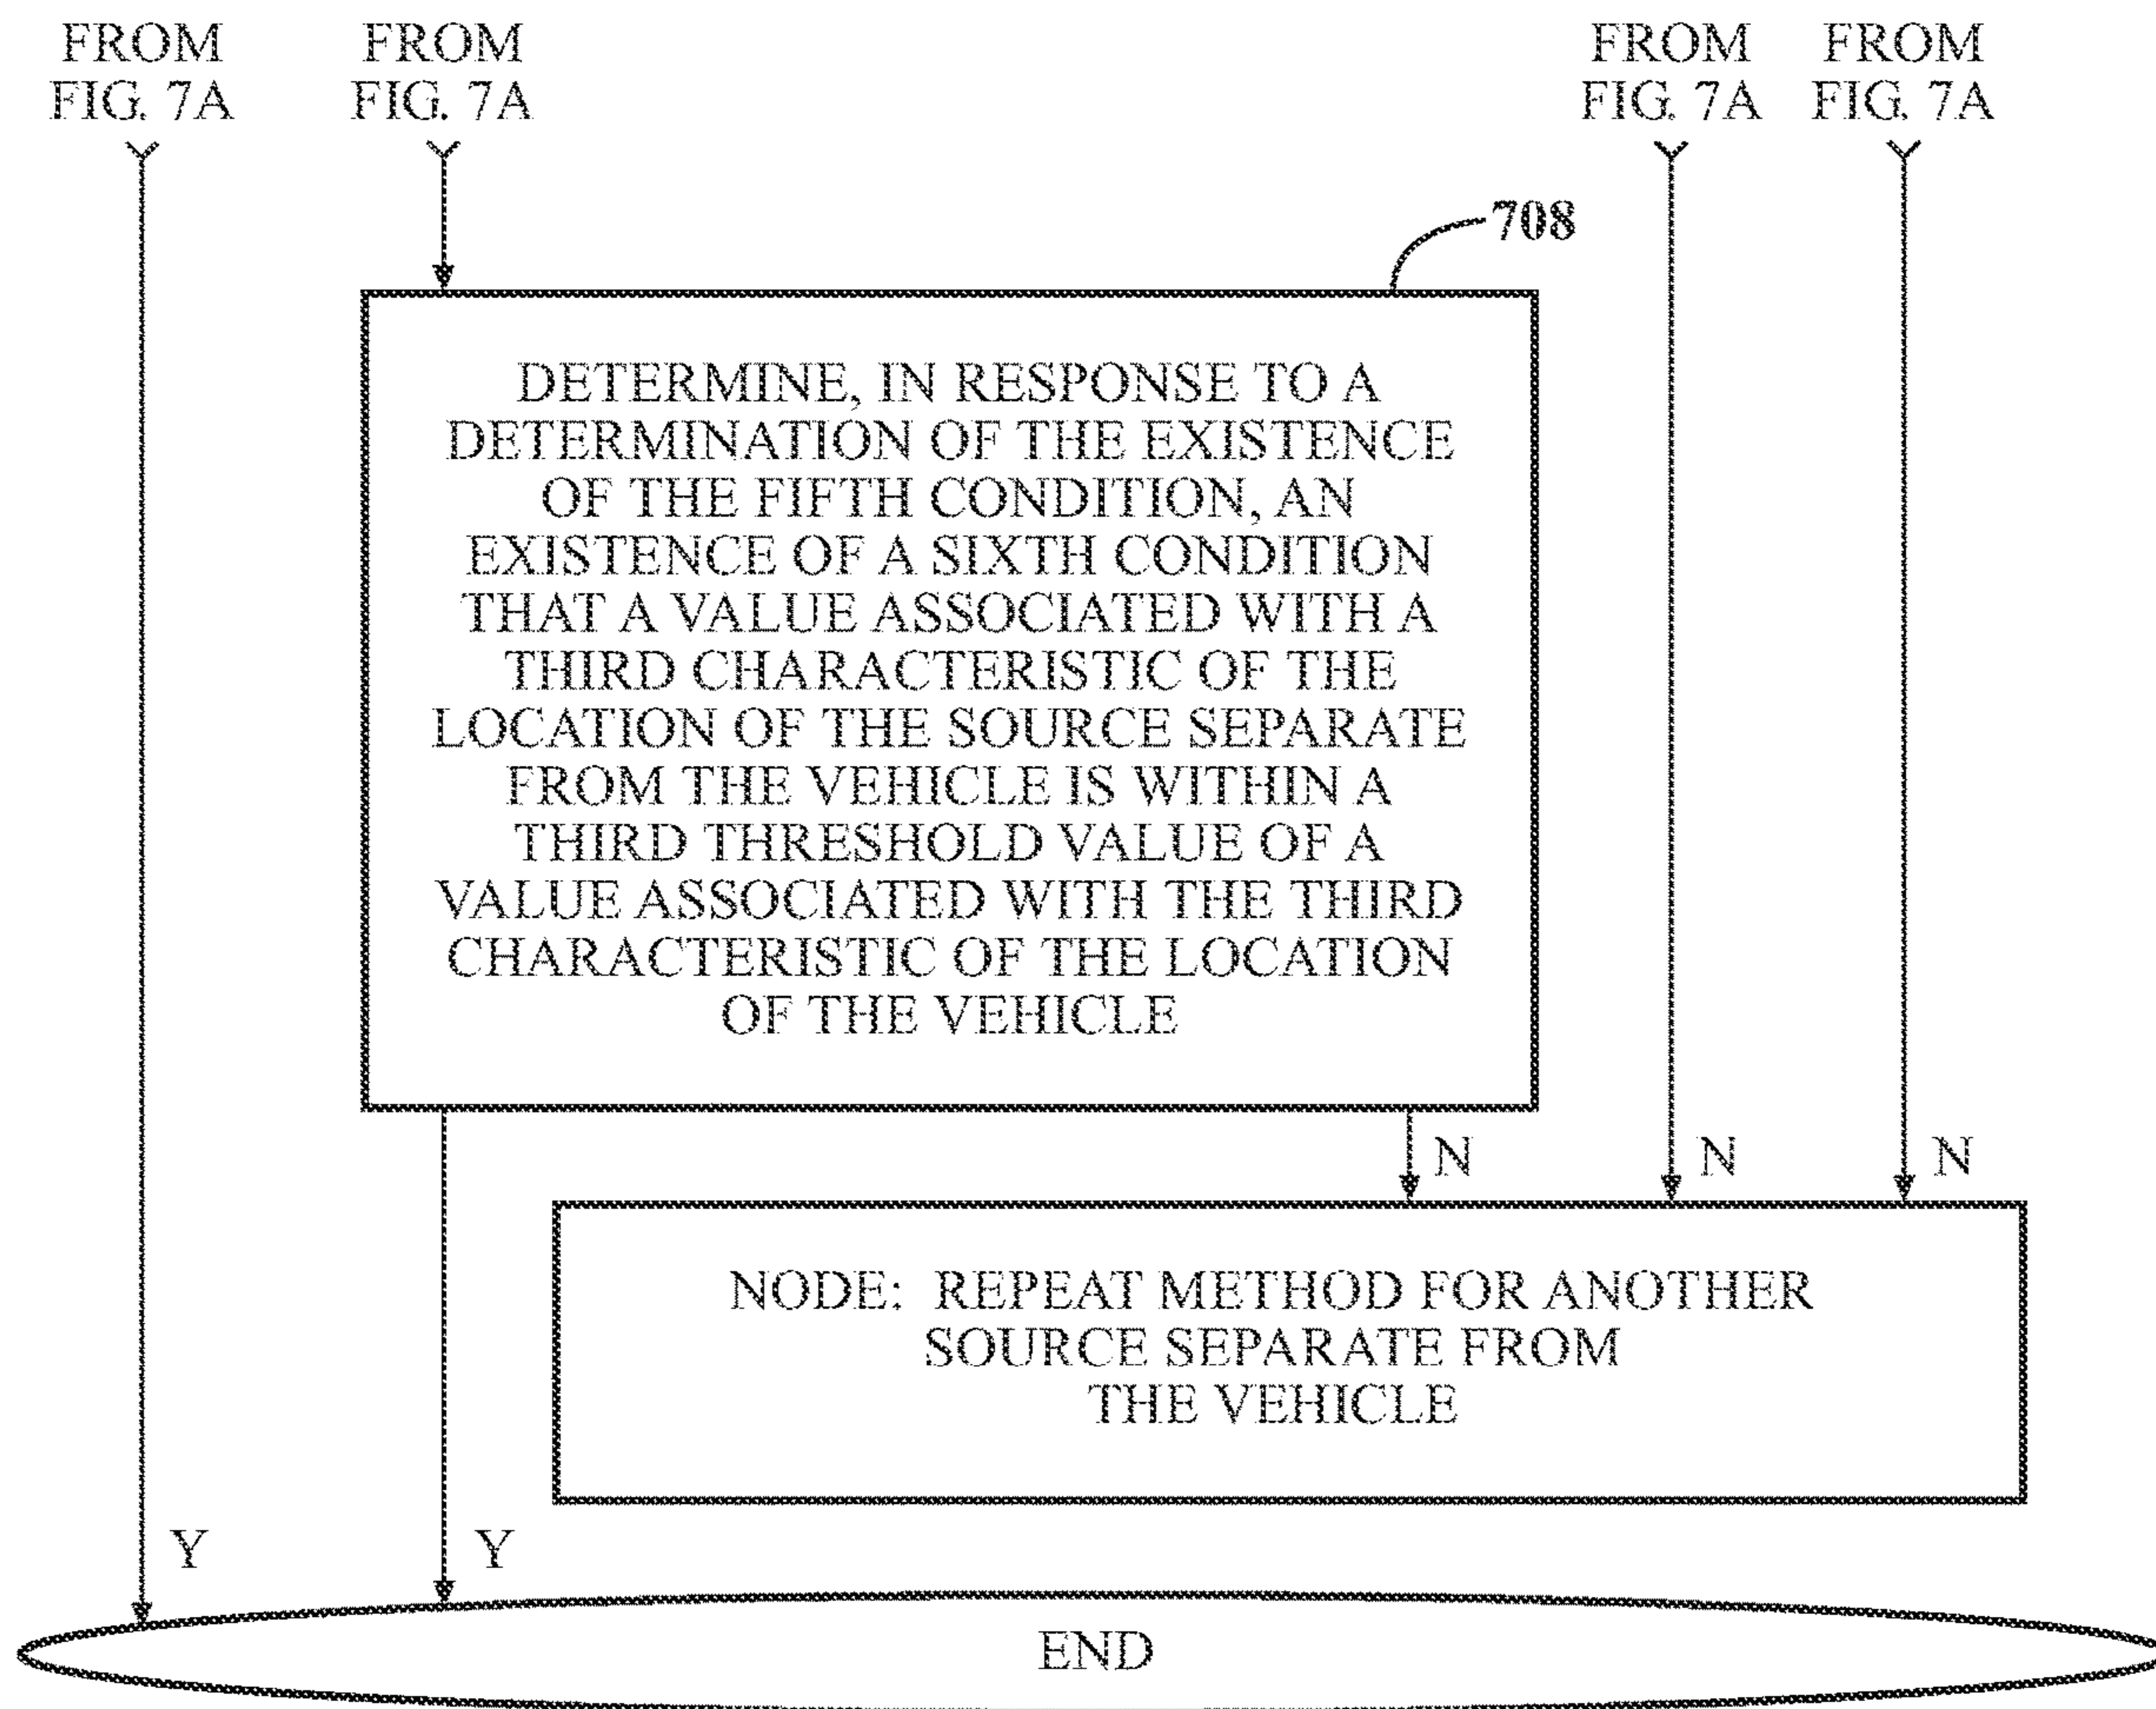 FROM
FIG. 7A
FROM
FIG. 7A
FROM
FIG. 7A
FROM
FIG. 7A
708
DETERMINE, IN RESPONSE TO A
DETERMINATION OF THE EXISTENCE
OF THE FIFTH CONDITION, AN
EXISTENCE OF A SIXTH CONDITION
THAT A VALUE ASSOCIATED WITH A
THIRD CHARACTERISTIC OF THE
LOCATION OF THE SOURCE SEPARATE
FROM THE VEHICLE IS WITHIN A
THIRD THRESHOLD VALUE OF A
VALUE ASSOCIATED WITH THE THIRD
CHARACTERISTIC OF THE LOCATION
OF THE VEHICLE
N
N
N
NODE: REPEAT METHOD FOR ANOTHER
SOURCE SEPARATE FROM
THE VEHICLE
Y
Y
END